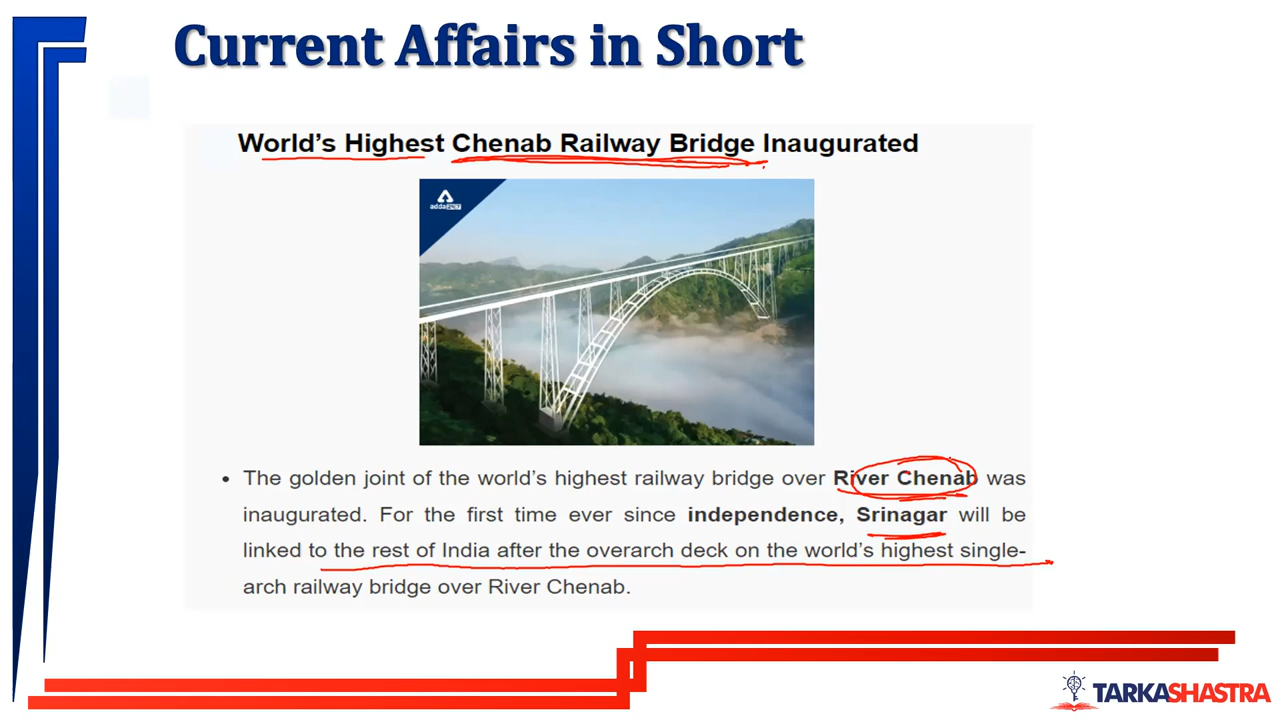 Current Affairs in Short
World's Highest Chenab Railway Bridge Inaugurated
adda247
• The golden joint of the world's highest railway bridge over River Chenab was
inaugurated. For the first time ever since independence, Srinagar will be
linked to the rest of India after the overarch deck on the world's highest single-
arch railway bridge over River Chenab.
TARKASHASTRA